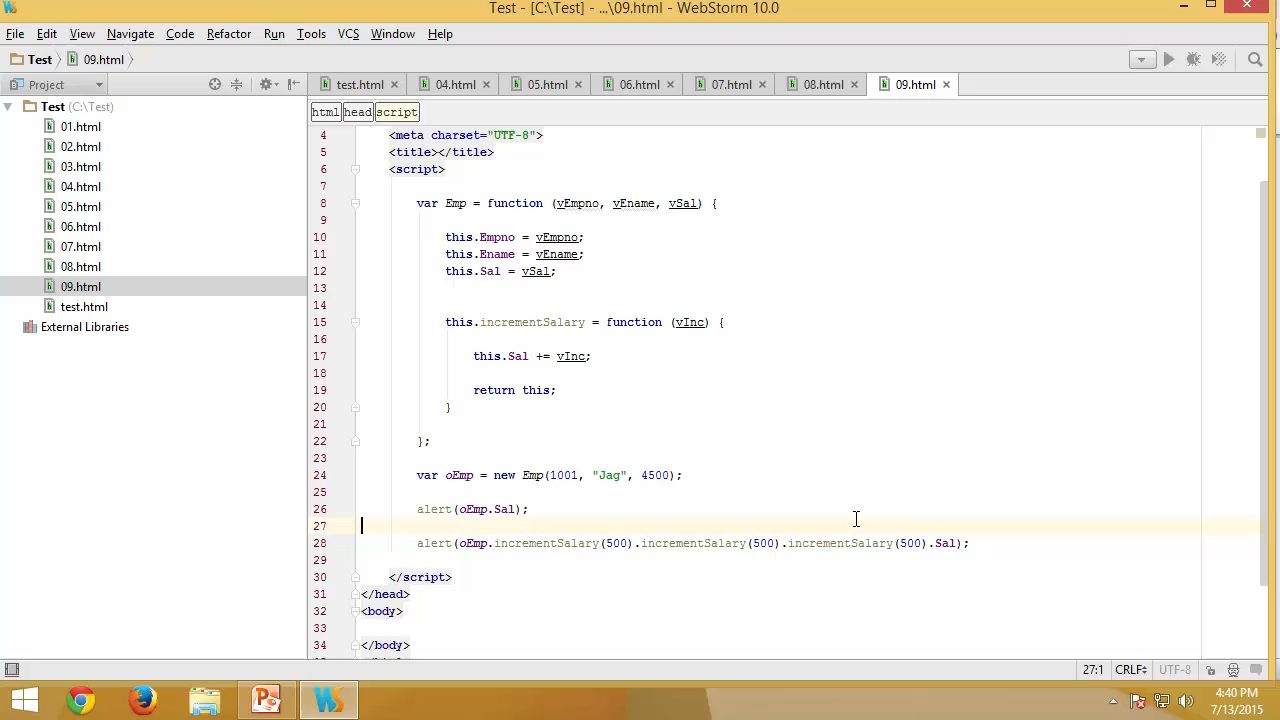 Test - [C:\Test] - ...\09.html - WebStorm 10.0
File Edit View Navigate Code Refactor Run Tools VCS Window Help
Test 09.html
Project
test.html 04.html 05.html 06.html 07.html 08.html 09.html
Test (C:\Test)
01.html
02.html
03.html
04.html
05.html
06.html
07.html
08.html
09.html
test.html
External Libraries
html head script
4 <meta charset="UTF-8">
5 <title></title>
6 <script>
7
8 var Emp = function (vEmpno, vEname, vSal) {
9
10 this.Empno = vEmpno;
11 this.Ename = vEname;
12 this.Sal = vSal;
13
14
15 this.incrementSalary = function (vInc) {
16
17 this.Sal += vInc;
18
19 return this;
20 }
21
22 };
23
24 var oEmp = new Emp(1001, "Jag", 4500);
25
26 alert(oEmp.Sal);
27
28 alert(oEmp.incrementSalary(500).incrementSalary(500).incrementSalary(500).Sal);
29
30 </script>
31 </head>
32 <body>
33
34 </body>
27:1 CRLF UTF-8
4:40 PM
7/13/2015